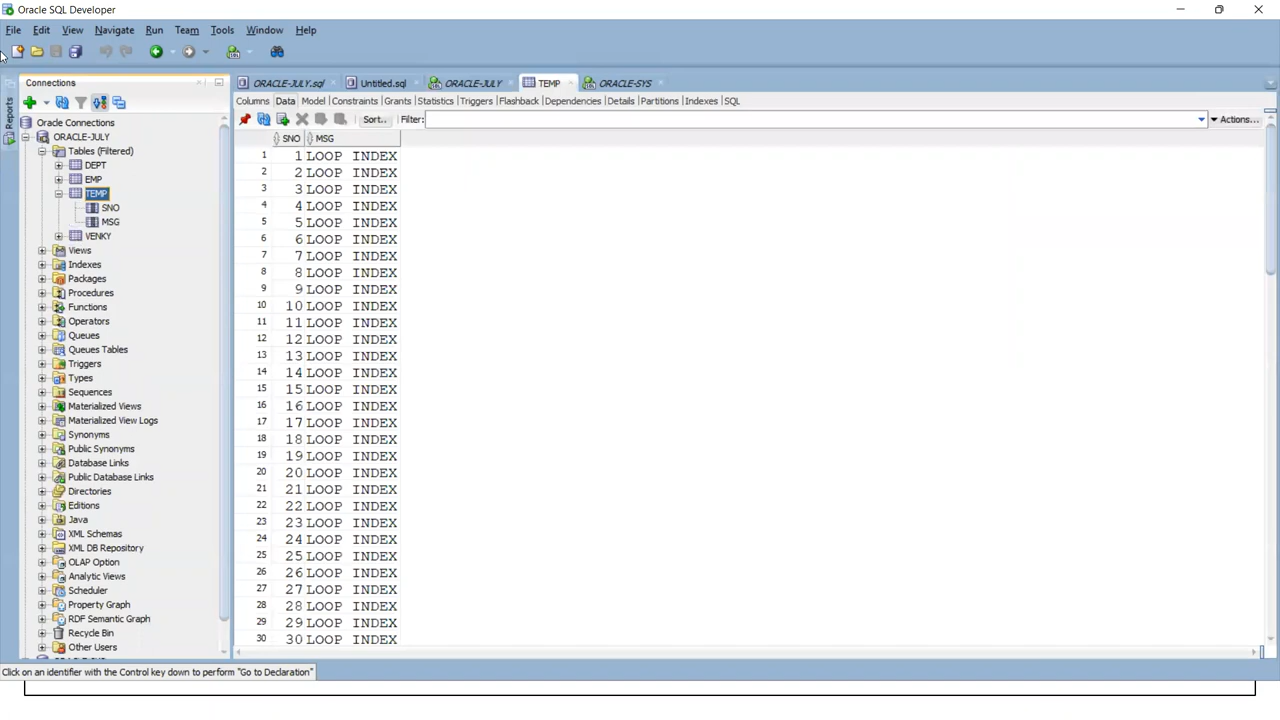 Oracle SQL Developer
File Edit View Navigate Run Team Tools Window Help
Connections
ORACLE-JULY.sql Untitled.sql ORACLE-JULY TEMP ORACLE-SYS
Columns Data Model Constraints Grants Statistics Triggers Flashback Dependencies Details Partitions Indexes SQL
Sort.. Filter: Actions...
Reports
Oracle Connections
ORACLE-JULY
Tables (Filtered)
DEPT
EMP
TEMP
SNO
MSG
VENKY
Views
Indexes
Packages
Procedures
Functions
Operators
Queues
Queues Tables
Triggers
Types
Sequences
Materialized Views
Materialized View Logs
Synonyms
Public Synonyms
Database Links
Public Database Links
Directories
Editions
Java
XML Schemas
XML DB Repository
OLAP Option
Analytic Views
Scheduler
Property Graph
RDF Semantic Graph
Recycle Bin
Other Users
SNO MSG
1 1 LOOP INDEX
2 2 LOOP INDEX
3 3 LOOP INDEX
4 4 LOOP INDEX
5 5 LOOP INDEX
6 6 LOOP INDEX
7 7 LOOP INDEX
8 8 LOOP INDEX
9 9 LOOP INDEX
10 10 LOOP INDEX
11 11 LOOP INDEX
12 12 LOOP INDEX
13 13 LOOP INDEX
14 14 LOOP INDEX
15 15 LOOP INDEX
16 16 LOOP INDEX
17 17 LOOP INDEX
18 18 LOOP INDEX
19 19 LOOP INDEX
20 20 LOOP INDEX
21 21 LOOP INDEX
22 22 LOOP INDEX
23 23 LOOP INDEX
24 24 LOOP INDEX
25 25 LOOP INDEX
26 26 LOOP INDEX
27 27 LOOP INDEX
28 28 LOOP INDEX
29 29 LOOP INDEX
30 30 LOOP INDEX
Click on an identifier with the Control key down to perform "Go to Declaration"